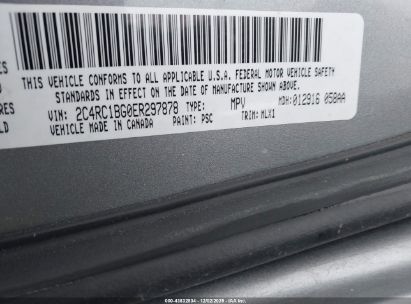 THIS VEHICLE CONFORMS TO ALL APPLICABLE U.S.A. FEDERAL MOTOR VEHICLE SAFETY
STANDARDS IN EFFECT ON THE DATE OF MANUFACTURE SHOWN ABOVE.
VIN: 2C4RC1BG0ER297878 TYPE: MPV MDH: 012916 050AA
VEHICLE MADE IN CANADA PAINT: PSC TRIM: MLX1